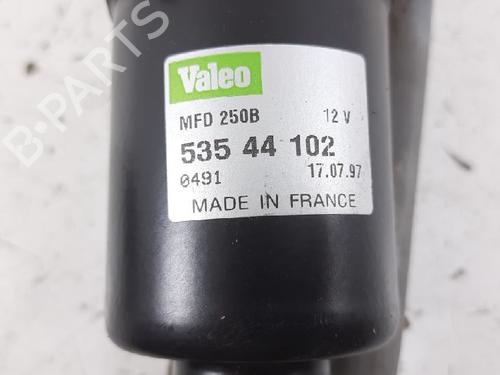 Valeo
MFD 250B 12 V
535 44 102
0491 17.07.97
MADE IN FRANCE
B-PARTS